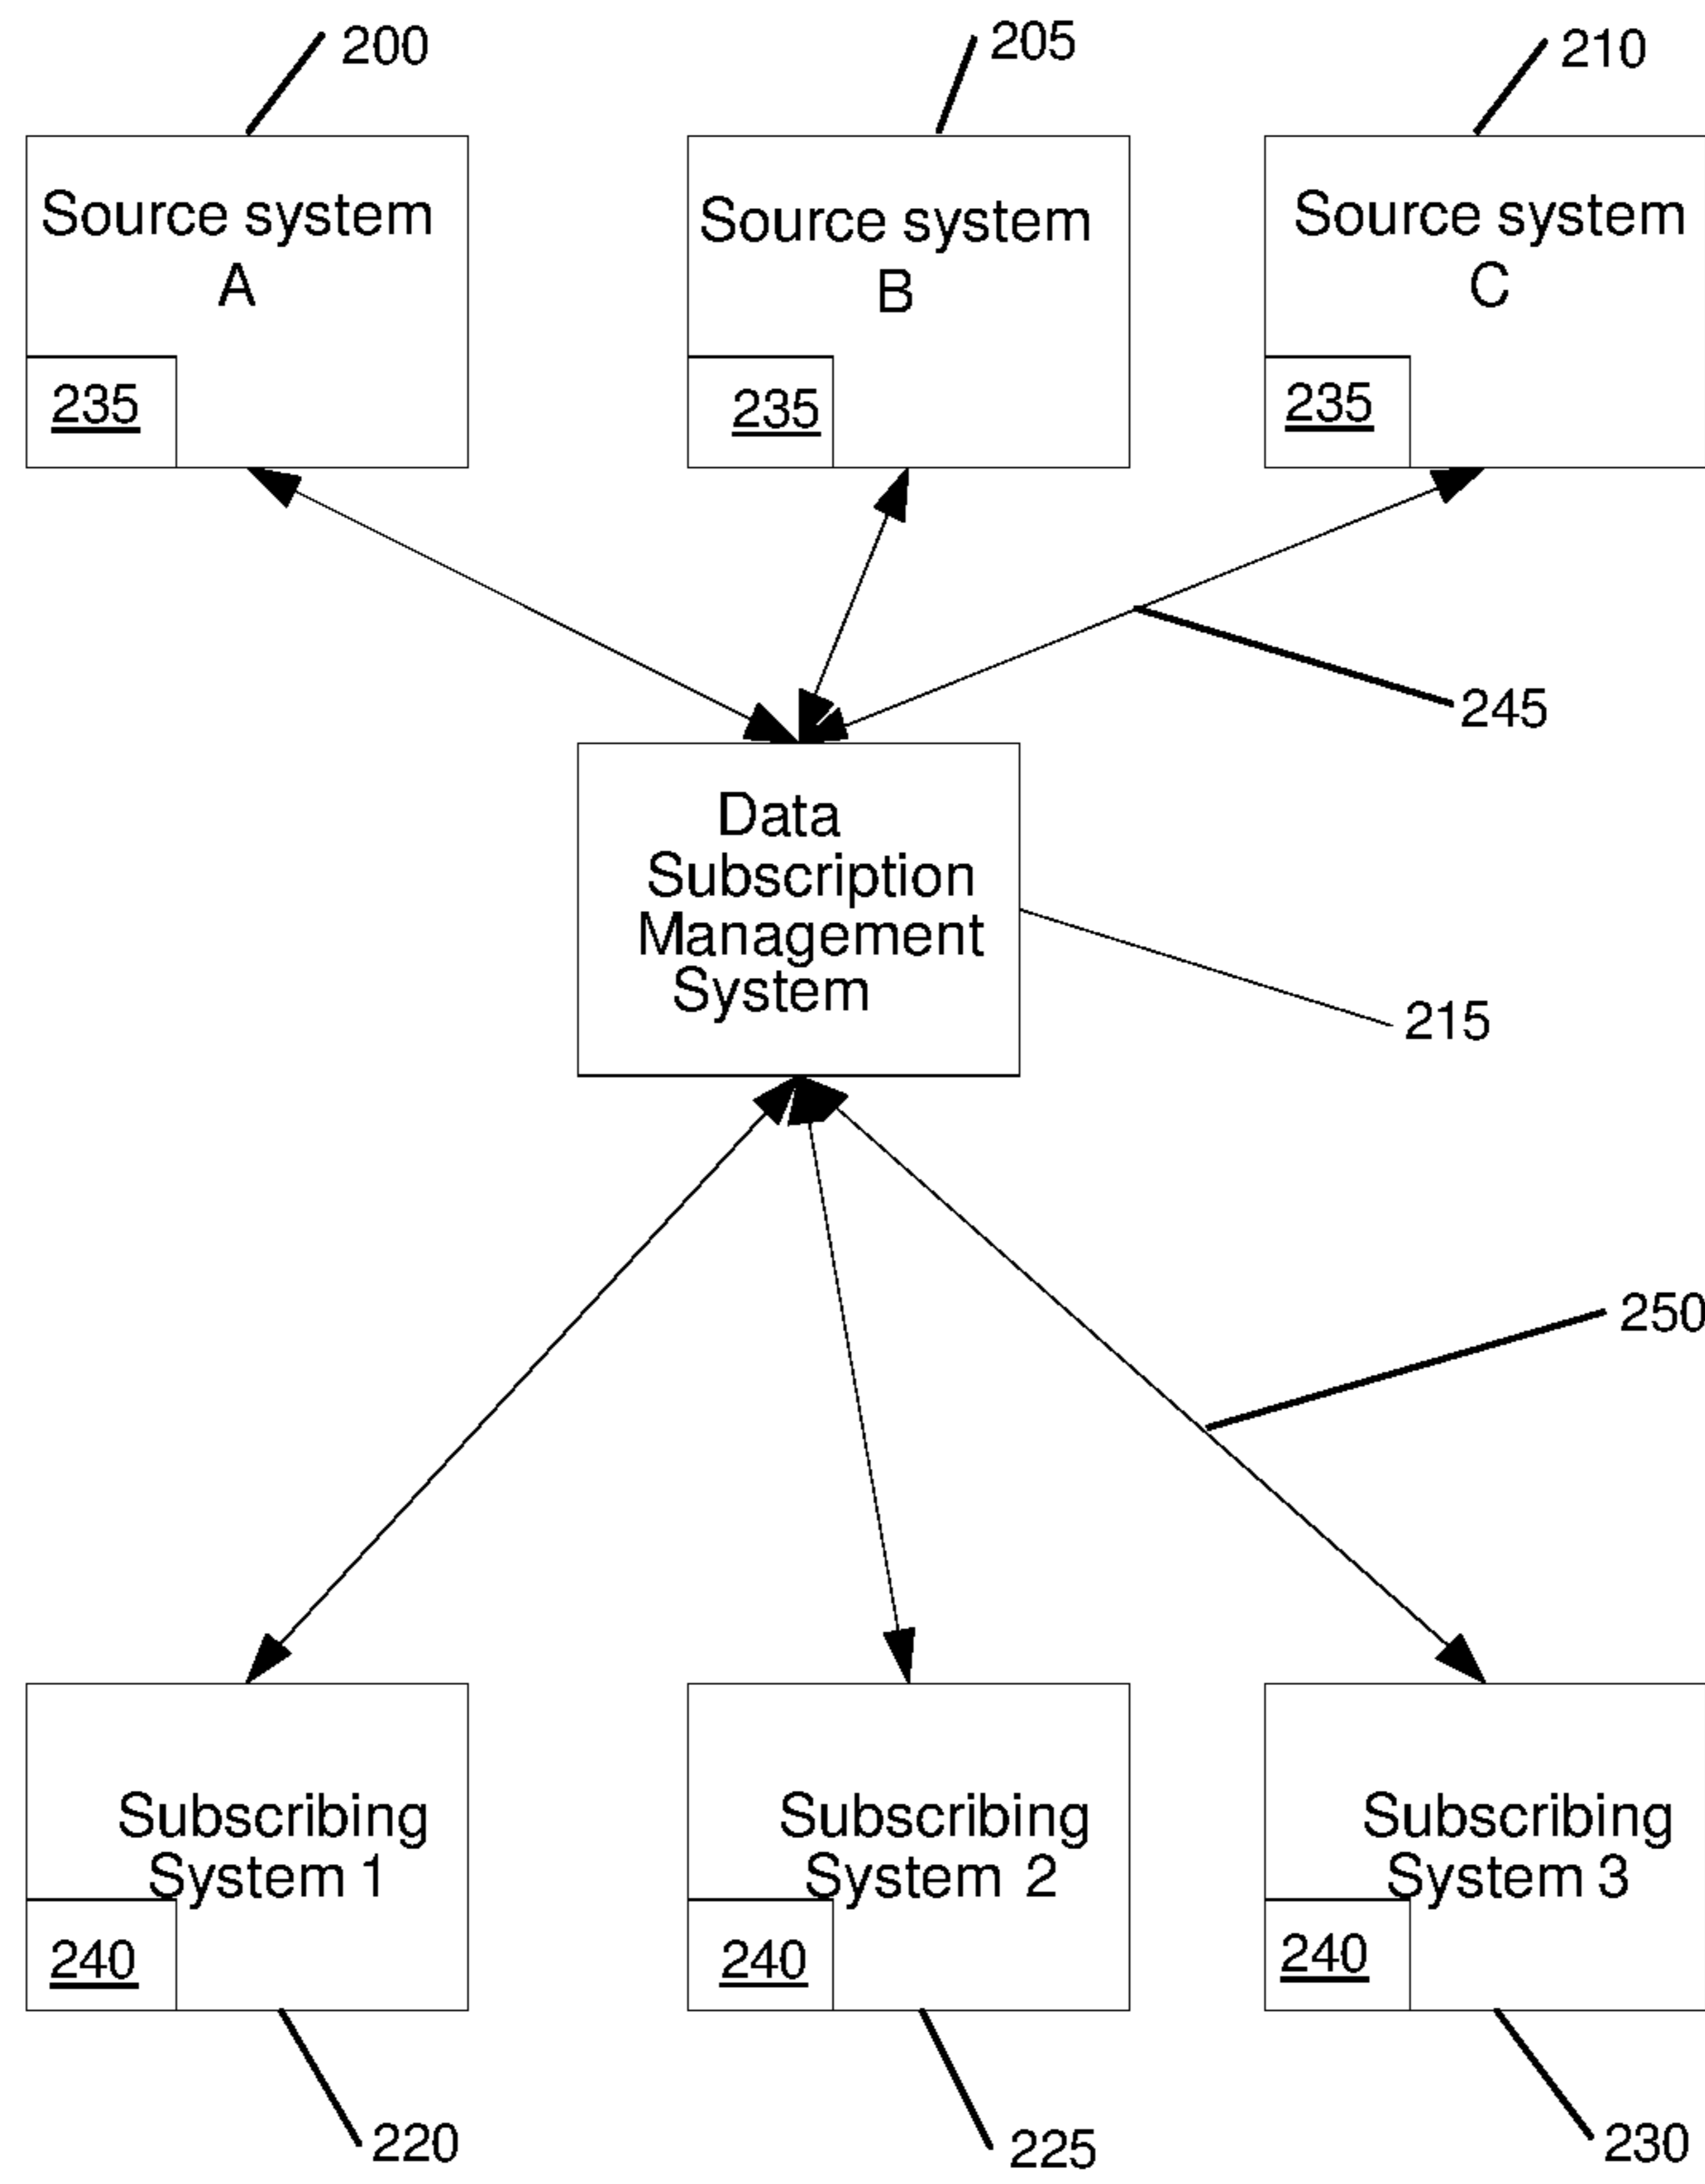 200
205
210
Source system
A
Source system
B
Source system
C
235
235
235
245
Data
Subscription
Management
System
215
250
Subscribing
System 1
Subscribing
System 2
Subscribing
System 3
240
240
240
220
225
230